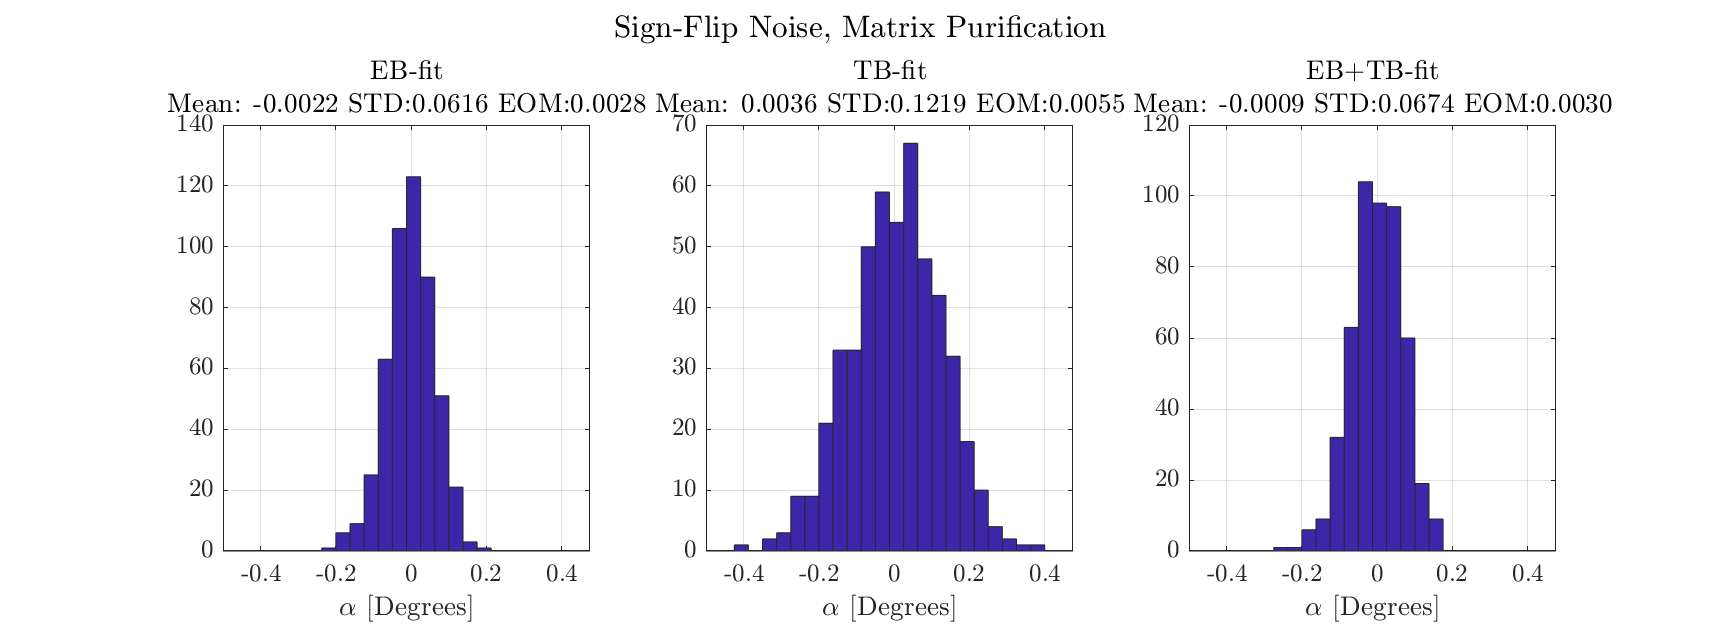 Sign-Flip Noise, Matrix Purification
EB-fit
Mean: -0.0022 STD:0.0616 EOM:0.0028
140
120
100
80
60
40
20
0
-0.4 -0.2 0 0.2 0.4
α [Degrees]
TB-fit
Mean: 0.0036 STD:0.1219 EOM:0.0055
70
60
50
40
30
20
10
0
-0.4 -0.2 0 0.2 0.4
α [Degrees]
EB+TB-fit
Mean: -0.0009 STD:0.0674 EOM:0.0030
120
100
80
60
40
20
0
-0.4 -0.2 0 0.2 0.4
α [Degrees]